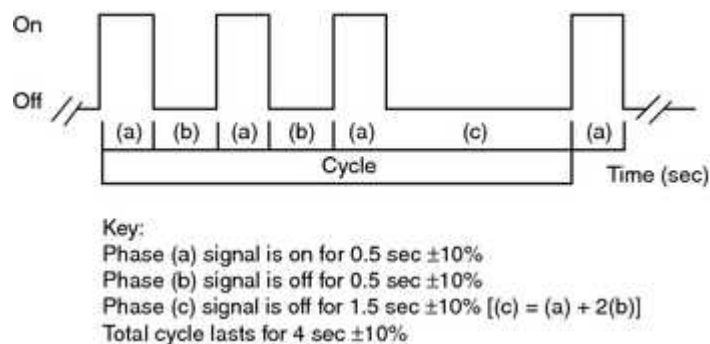 On
Off
(a) (b) (a) (b) (a) (c) (a)
Cycle
Time (sec)
Key:
Phase (a) signal is on for 0.5 sec ±10%
Phase (b) signal is off for 0.5 sec ±10%
Phase (c) signal is off for 1.5 sec ±10% [(c) = (a) + 2(b)]
Total cycle lasts for 4 sec ±10%